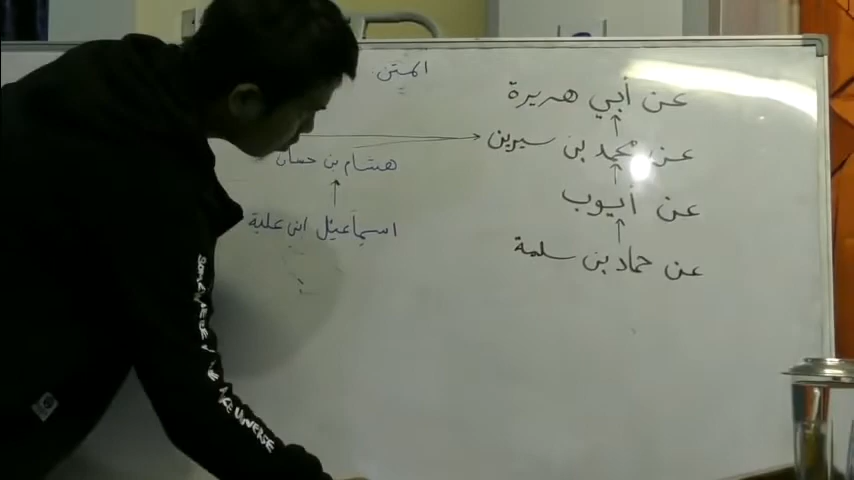 المتن
عن أبي هريرة
عن محمد بن سيرين
هشام بن حسان
عن أيوب
اسماعيل ابن علية
عن حماد بن سلمة
UNIVERSE